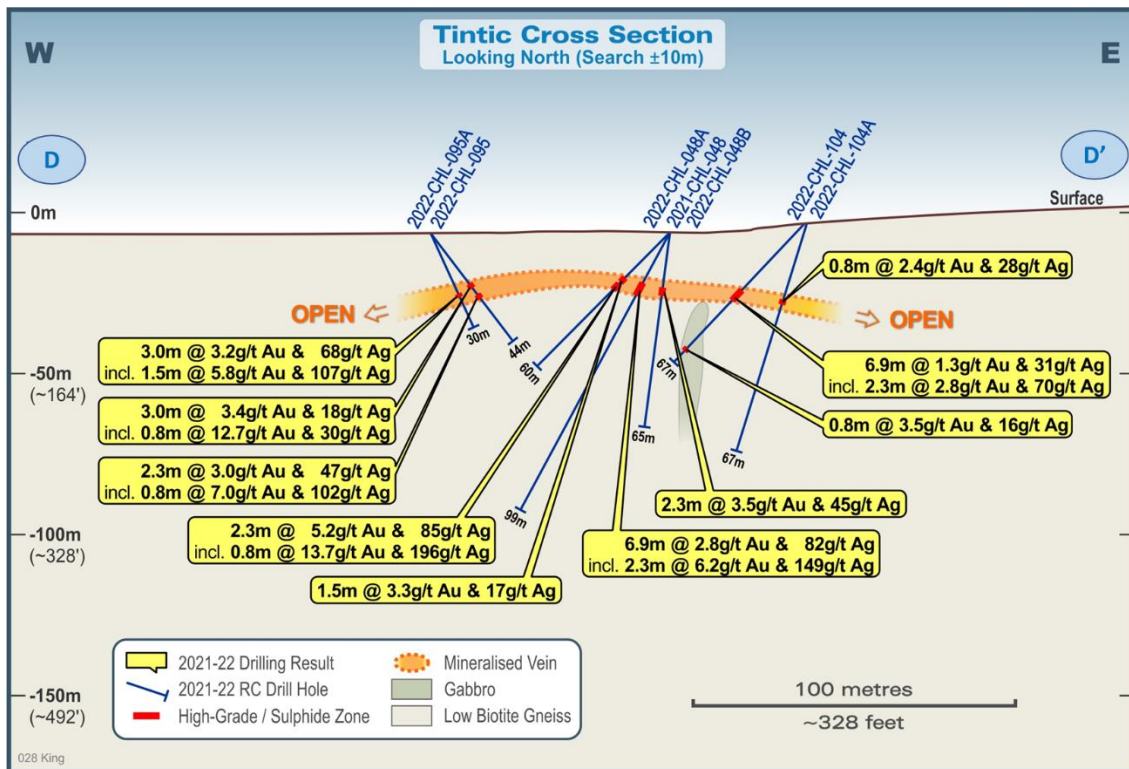 Tintic Cross Section
Looking North (Search ±10m)
W
E
D
D'
2022-CHL-095A
2022-CHL-095
2022-CHL-048A
2021-CHL-048
2022-CHL-048B
2022-CHL-104
2022-CHL-104A
Surface
0m
-50m
(~164')
-100m
(~328')
-150m
(~492')
OPEN
OPEN
30m
44m
60m
99m
65m
67m
67m
0.8m @ 2.4g/t Au & 28g/t Ag
3.0m @ 3.2g/t Au & 68g/t Ag
incl. 1.5m @ 5.8g/t Au & 107g/t Ag
3.0m @ 3.4g/t Au & 18g/t Ag
incl. 0.8m @ 12.7g/t Au & 30g/t Ag
2.3m @ 3.0g/t Au & 47g/t Ag
incl. 0.8m @ 7.0g/t Au & 102g/t Ag
2.3m @ 5.2g/t Au & 85g/t Ag
incl. 0.8m @ 13.7g/t Au & 196g/t Ag
1.5m @ 3.3g/t Au & 17g/t Ag
6.9m @ 2.8g/t Au & 82g/t Ag
incl. 2.3m @ 6.2g/t Au & 149g/t Ag
2.3m @ 3.5g/t Au & 45g/t Ag
6.9m @ 1.3g/t Au & 31g/t Ag
incl. 2.3m @ 2.8g/t Au & 70g/t Ag
0.8m @ 3.5g/t Au & 16g/t Ag
2021-22 Drilling Result
2021-22 RC Drill Hole
High-Grade / Sulphide Zone
Mineralised Vein
Gabbro
Low Biotite Gneiss
100 metres
~328 feet
028 King